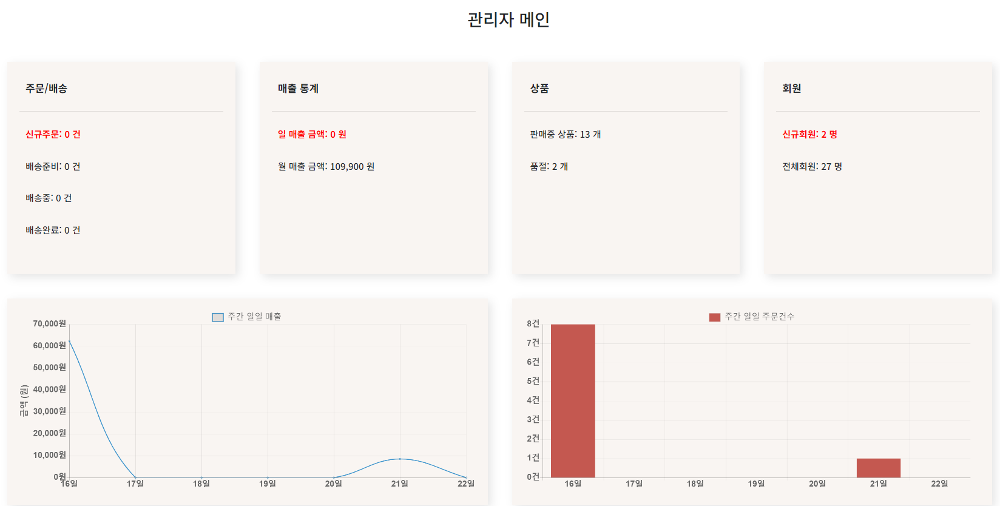 관리자 메인
주문/배송
신규주문: 0 건
배송준비: 0 건
배송중: 0 건
배송완료: 0 건
매출 통계
일 매출 금액: 0 원
월 매출 금액: 109,900 원
상품
판매중 상품: 13 개
품절: 2 개
회원
신규회원: 2 명
전체회원: 27 명
주간 일일 매출
금액 (원)
70,000원
60,000원
50,000원
40,000원
30,000원
20,000원
10,000원
0원
16일 17일 18일 19일 20일 21일 22일
주간 일일 주문건수
8건
7건
6건
5건
4건
3건
2건
1건
0건
16일 17일 18일 19일 20일 21일 22일